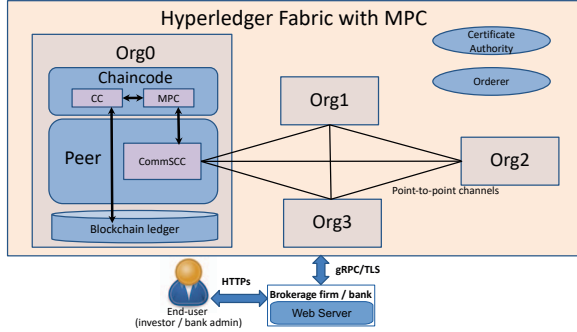 Hyperledger Fabric with MPC
Org0
Chaincode
CC
MPC
Peer
CommSCC
Blockchain ledger
Certificate
Authority
Orderer
Org1
Org2
Org3
Point-to-point channels
gRPC/TLS
HTTPs
Brokerage firm / bank
Web Server
End-user
(investor / bank admin)